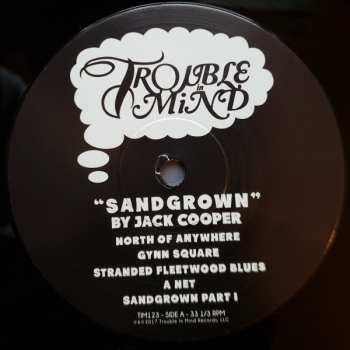 TROUBLE
in
MiND
"SANDGROWN"
BY JACK COOPER
NORTH OF ANYWHERE
GYNN SQUARE
STRANDED FLEETWOOD BLUES
A NET
SANDGROWN PART I
TIM123 - SIDE A - 33 1/3 RPM
℗©2017 Trouble In Mind Records, LLC